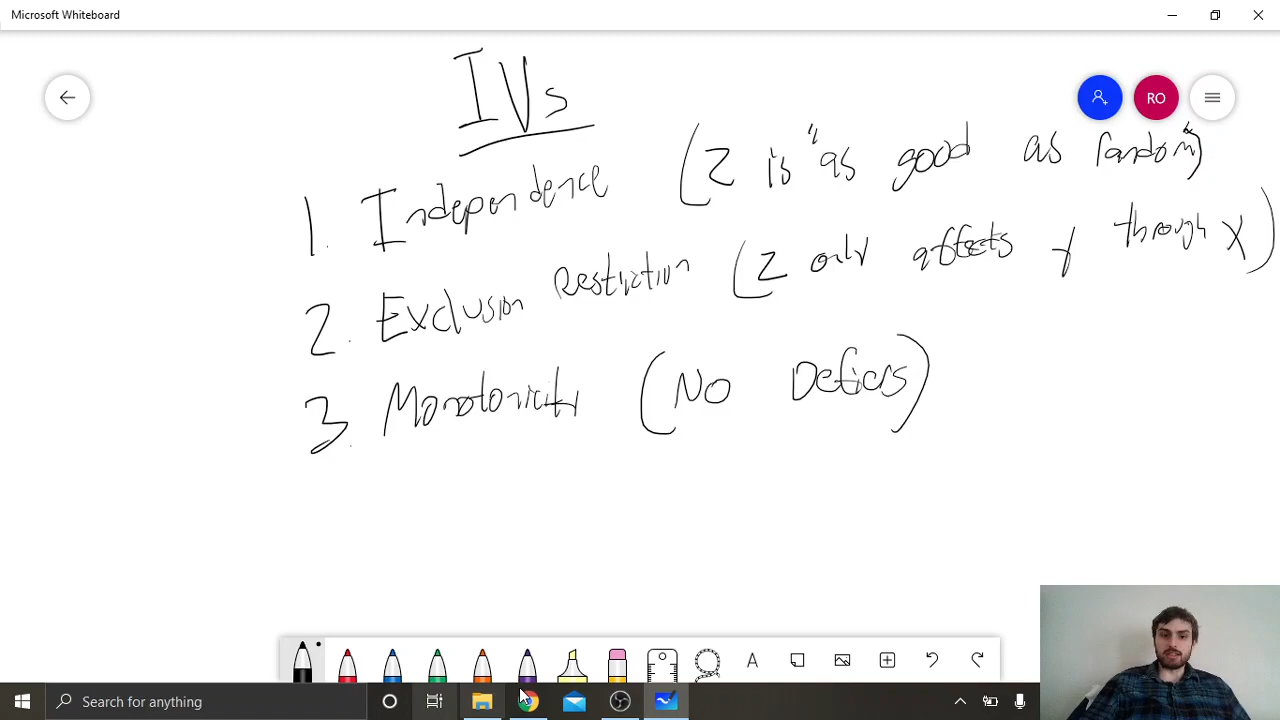 Microsoft Whiteboard
IVs
RO
1. Independence (Z is "as good as random")
2. Exclusion Restriction (Z only affects Y through X)
3. Monotonicity (No Defiers)
A
Search for anything